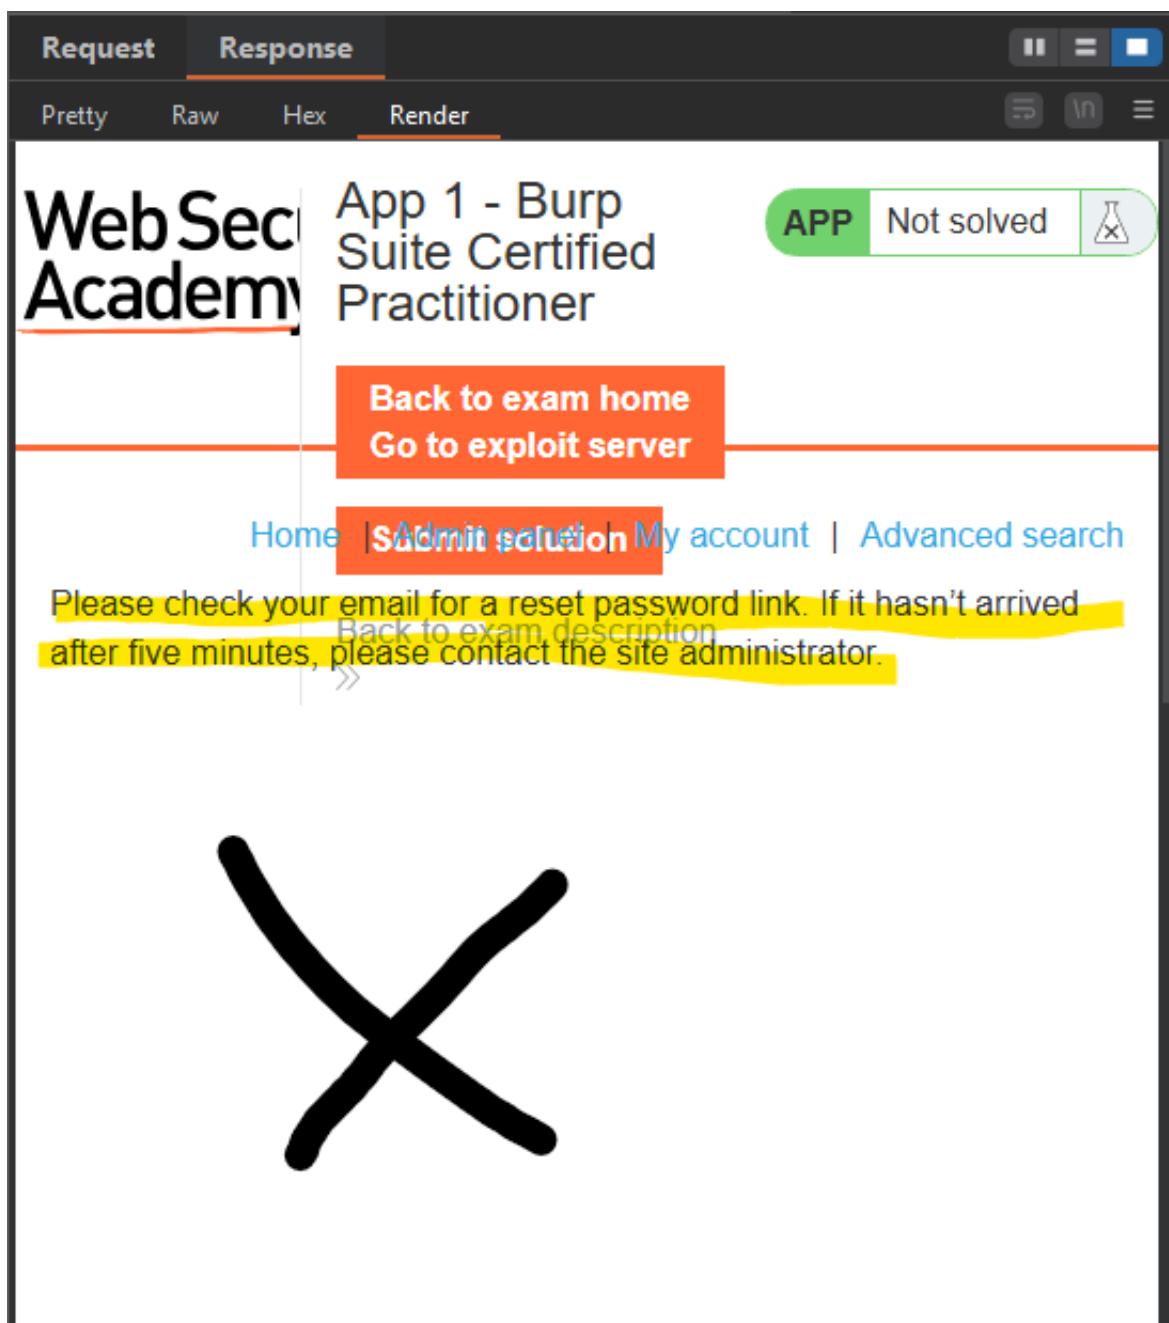 Request Response
Pretty Raw Hex Render \n
Web Sec
Academy
App 1 - Burp
Suite Certified
Practitioner
APP Not solved
Back to exam home
Go to exploit server
Submit solution
Home | Admin panel | My account | Advanced search
Please check your email for a reset password link. If it hasn't arrived
after five minutes, please contact the site administrator.
Back to exam description